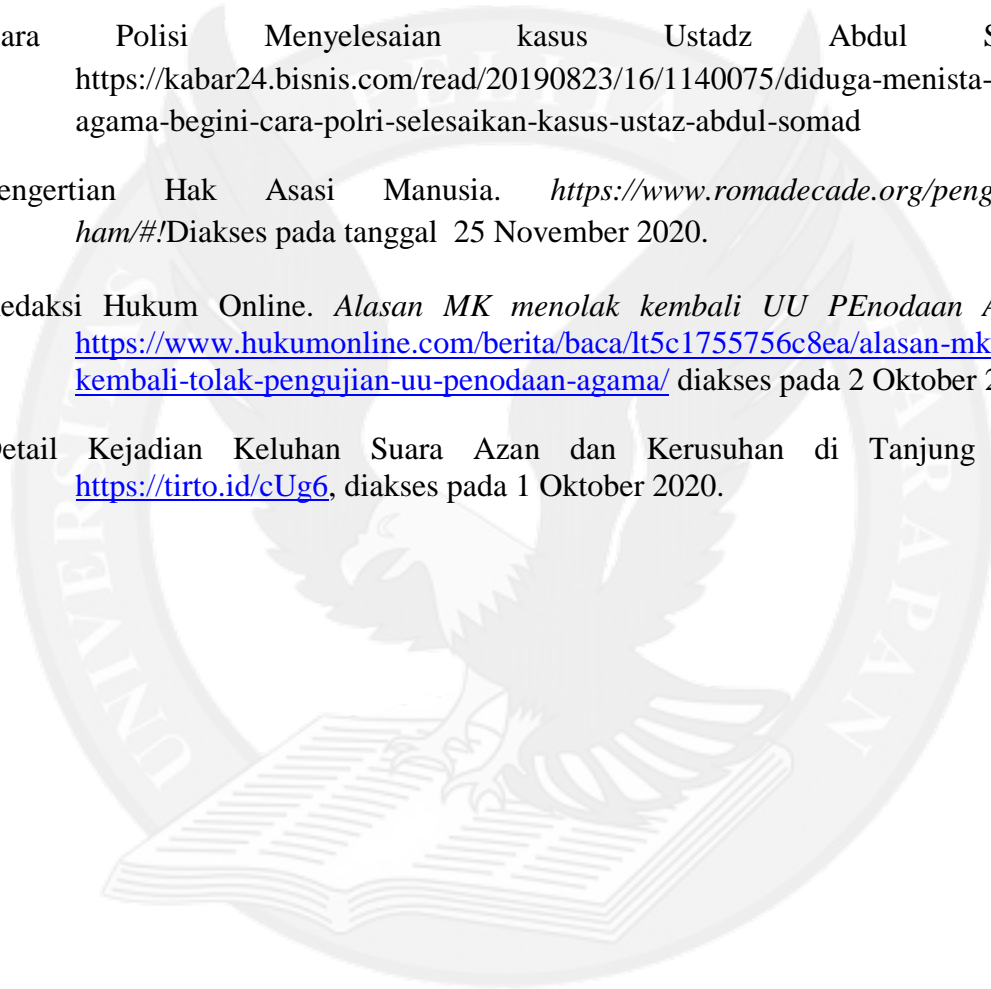 ara Polisi Menyelesaian kasus Ustadz Abdul S
https://kabar24.bisnis.com/read/20190823/16/1140075/diduga-menista-
agama-begini-cara-polri-selesaikan-kasus-ustaz-abdul-somad
engertian Hak Asasi Manusia. https://www.romadecade.org/peng
ham/#!Diakses pada tanggal 25 November 2020.
edaksi Hukum Online. Alasan MK menolak kembali UU PEnodaan A
https://www.hukumonline.com/berita/baca/lt5c1755756c8ea/alasan-mk
kembali-tolak-pengujian-uu-penodaan-agama/ diakses pada 2 Oktober 2
etail Kejadian Keluhan Suara Azan dan Kerusuhan di Tanjung
https://tirto.id/cUg6, diakses pada 1 Oktober 2020.
UNIVERSITAS PELITA HARAPAN